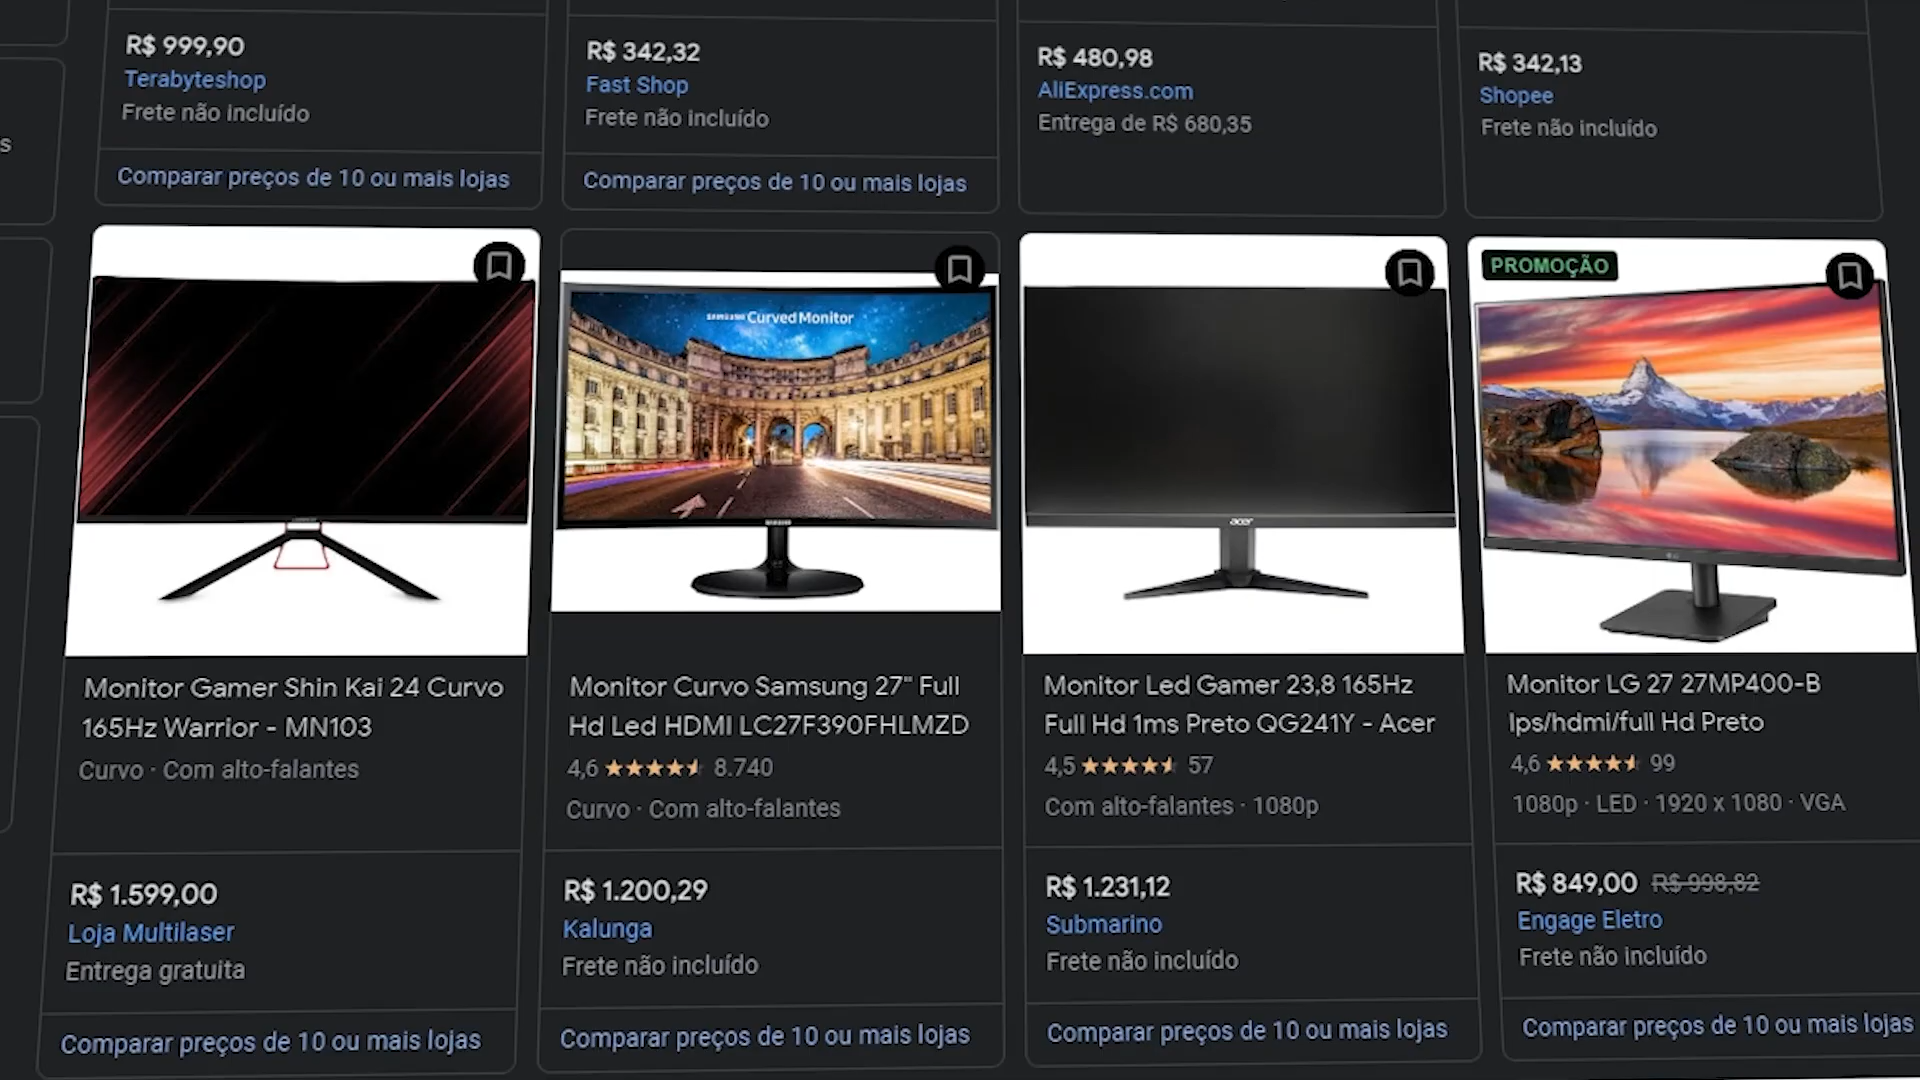 s
R$ 999,90
Terabyteshop
Frete não incluído
Comparar preços de 10 ou mais lojas
R$ 342,32
Fast Shop
Frete não incluído
Comparar preços de 10 ou mais lojas
R$ 480,98
AliExpress.com
Entrega de R$ 680,35
R$ 342,13
Shopee
Frete não incluído
Monitor Gamer Shin Kai 24 Curvo
165Hz Warrior - MN103
Curvo · Com alto-falantes
R$ 1.599,00
Loja Multilaser
Entrega gratuita
Comparar preços de 10 ou mais lojas
SAMSUNG Curved Monitor
SAMSUNG
Monitor Curvo Samsung 27" Full
Hd Led HDMI LC27F390FHLMZD
4,6 8.740
Curvo · Com alto-falantes
R$ 1.200,29
Kalunga
Frete não incluído
Comparar preços de 10 ou mais lojas
acer
Monitor Led Gamer 23,8 165Hz
Full Hd 1ms Preto QG241Y - Acer
4,5 57
Com alto-falantes · 1080p
R$ 1.231,12
Submarino
Frete não incluído
Comparar preços de 10 ou mais lojas
PROMOÇÃO
LG
Monitor LG 27 27MP400-B
Ips/hdmi/full Hd Preto
4,6 99
1080p · LED · 1920 x 1080 · VGA
R$ 849,00 R$ 998,82
Engage Eletro
Frete não incluído
Comparar preços de 10 ou mais lojas